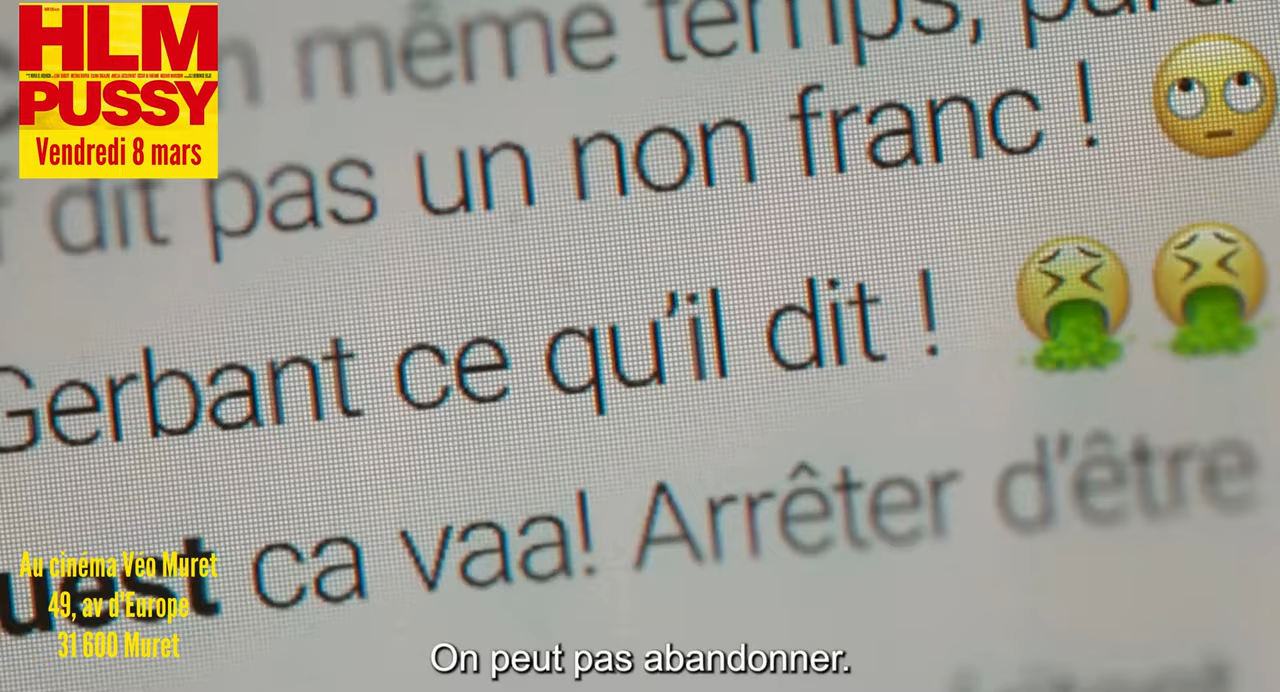 HLM
PUSSY
Vendredi 8 mars
même temps,
dit pas un non franc ! 🙄
Gerbant ce qu'il dit ! 🤮🤮
ca vaa! Arrêter d'être
Au cinéma Véo Muret
49, av d'Europe
31 600 Muret
On peut pas abandonner.